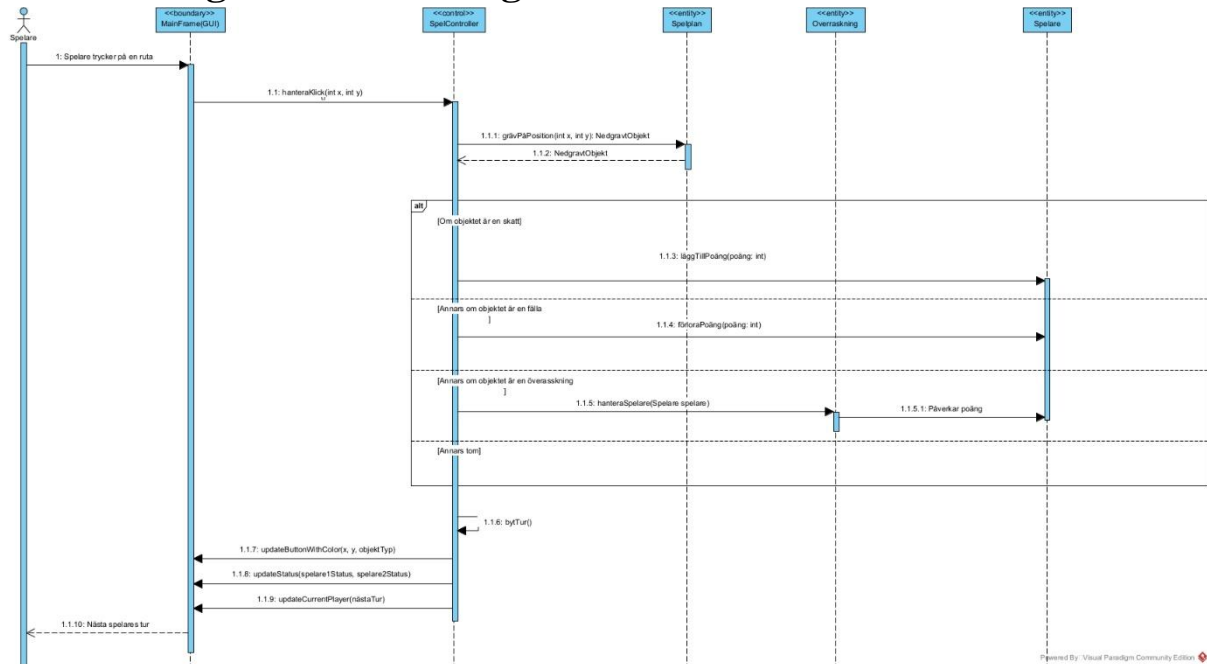 Spelare
<<boundary>>
MainFrame(GUI)
<<control>>
SpelController
<<entity>>
Spelplan
<<entity>>
Overraskning
<<entity>>
Spelare
1: Spelare trycker på en ruta
1.1: hanteraKlick(int x, int y)
1.1.1: grävPåPosition(int x, int y): NedgravtObjekt
1.1.2: NedgravtObjekt
alt
[Om objektet är en skatt]
1.1.3: läggTillPoäng(poäng: int)
[Annars om objektet är en fälla
]
1.1.4: förloraPoäng(poäng: int)
[Annars om objektet är en överasskning
]
1.1.5: hanteraSpelare(Spelare spelare)
1.1.5.1: Påverkar poäng
[Annars tom]
1.1.6: bytTur()
1.1.7: updateButtonWithColor(x, y, objektTyp)
1.1.8: updateStatus(spelare1Status, spelare2Status)
1.1.9: updateCurrentPlayer(nästaTur)
1.1.10: Nästa spelares tur
Powered By Visual Paradigm Community Edition